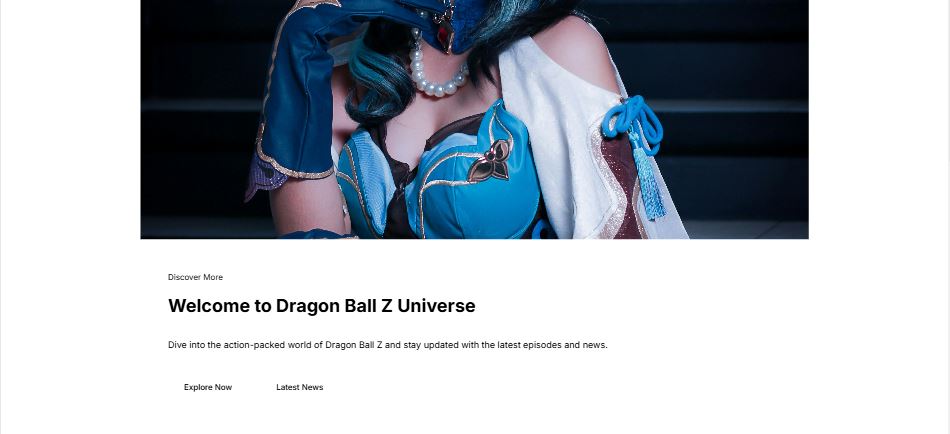 Discover More
Welcome to Dragon Ball Z Universe
Dive into the action-packed world of Dragon Ball Z and stay updated with the latest episodes and news.
Explore Now Latest News